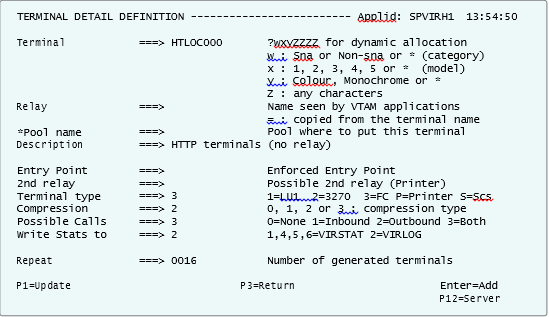 TERMINAL DETAIL DEFINITION ------------------------- Applid: SPVIRH1 13:54:50
Terminal ===> HTLOC000 ?wxyZZZZ for dynamic allocation
w : Sna or Non-sna or * (category)
x : 1, 2, 3, 4, 5 or * (model)
y : Colour, Monochrome or *
Z : any characters
Relay ===> Name seen by VTAM applications
= : copied from the terminal name
*Pool name ===> Pool where to put this terminal
Description ===> HTTP terminals (no relay)
Entry Point ===> Enforced Entry Point
2nd relay ===> Possible 2nd relay (Printer)
Terminal type ===> 3 1=LU1 2=3270 3=FC P=Printer S=Scs
Compression ===> 2 0, 1, 2 or 3 : compression type
Possible Calls ===> 3 0=None 1=Inbound 2=Outbound 3=Both
Write Stats to ===> 2 1,4,5,6=VIRSTAT 2=VIRLOG
Repeat ===> 0016 Number of generated terminals
P1=Update P3=Return Enter=Add
P12=Server